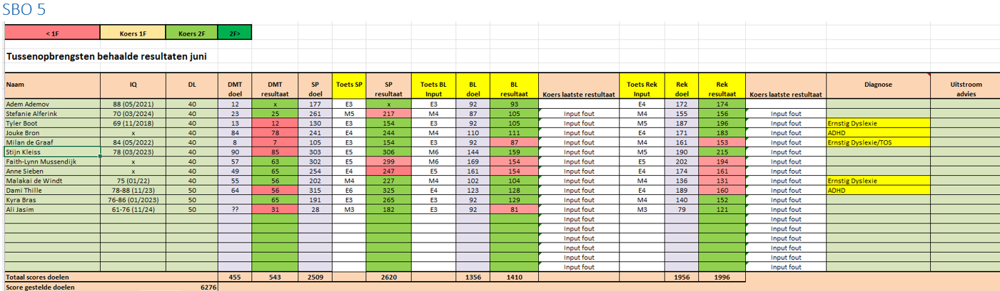 SBO 5
< 1F Koers 1F Koers 2F 2F>
Tussenopbrengsten behaalde resultaten juni
Naam IQ DL DMT doel DMT resultaat SP doel Toets SP SP resultaat Toets BL Input BL doel BL resultaat Koers laatste restultaat Toets Rek Input Rek doel Rek resultaat Koers laatste restultaat Diagnose Uitstroom advies
Adem Ademov 88 (05/2021) 40 12 x 177 E3 x E3 92 93 E4 172 174
Stefanie Alferink 70 (03/2024) 40 23 25 261 M5 217 M4 87 105 Input fout M4 155 156 Input fout
Tyler Boot 69 (11/2018) 40 13 12 130 E3 154 E3 92 105 Input fout M5 187 196 Input fout Ernstig Dyslexie
Jouke Bron x 40 84 78 241 E4 244 M4 110 111 Input fout E4 171 183 Input fout ADHD
Milan de Graaf 84 (05/2022) 40 8 7 105 E3 154 E3 92 87 Input fout M4 161 153 Input fout Ernstig Dyslexie/TOS
Stijn Kleiss 78 (03/2023) 40 90 85 303 E5 306 M6 144 159 Input fout M5 190 215 Input fout
Faith-Lynn Mussendijk x 40 57 63 302 E5 299 M6 169 154 Input fout E5 202 194 Input fout
Anne Sieben x 40 49 65 254 E4 247 E5 161 154 Input fout E4 174 161 Input fout
Malakai de Windt 75 (01/22) 40 55 56 202 M4 227 M4 102 104 Input fout M4 136 131 Input fout Ernstig Dyslexie
Dami Thille 78-88 (11/23) 50 64 56 315 E6 325 E4 123 128 Input fout E4 189 160 Input fout ADHD
Kyra Bras 76-86 (01/2023) 50 65 191 E3 265 E3 92 129 Input fout M4 140 152 Input fout
Ali Jasim 61-76 (11/24) 50 ?? 31 28 M3 182 E3 92 81 Input fout M3 79 121 Input fout
Input fout Input fout
Input fout Input fout
Input fout Input fout
Input fout Input fout
Input fout Input fout
Input fout Input fout
Totaal scores doelen 455 543 2509 2620 1356 1410 1956 1996
Score gestelde doelen 6276